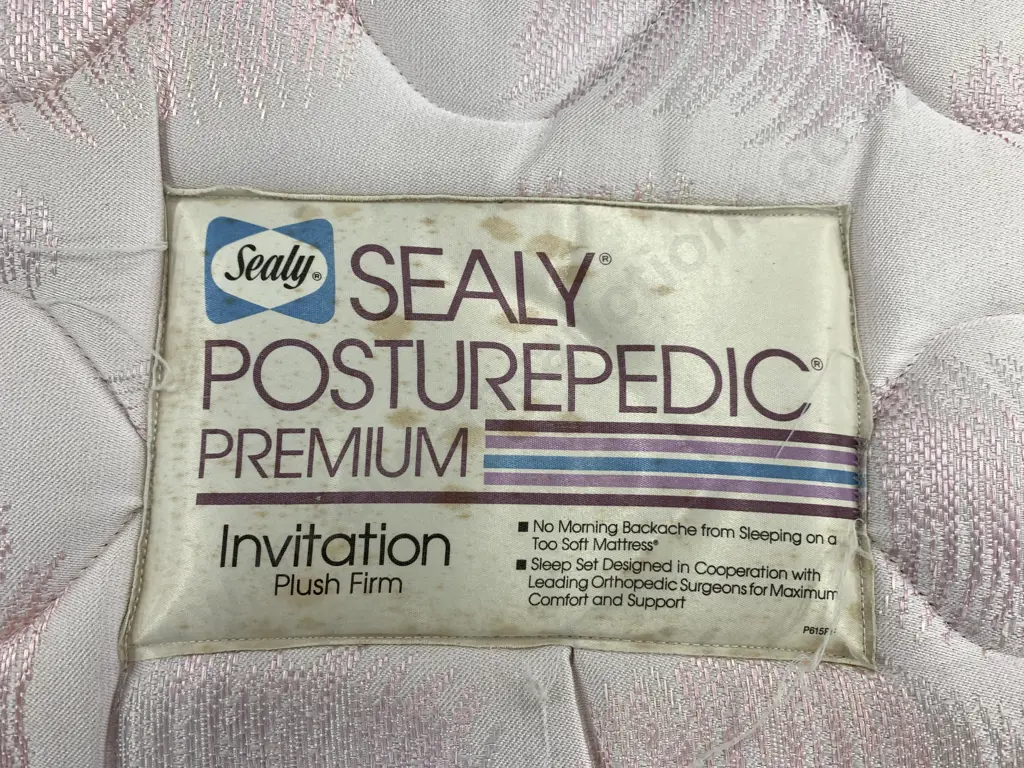 Sealy®
SEALY®
POSTUREPEDIC®
PREMIUM
Invitation
Plush Firm
■ No Morning Backache from Sleeping on a
Too Soft Mattress®
■ Sleep Set Designed in Cooperation with
Leading Orthopedic Surgeons for Maximum
Comfort and Support